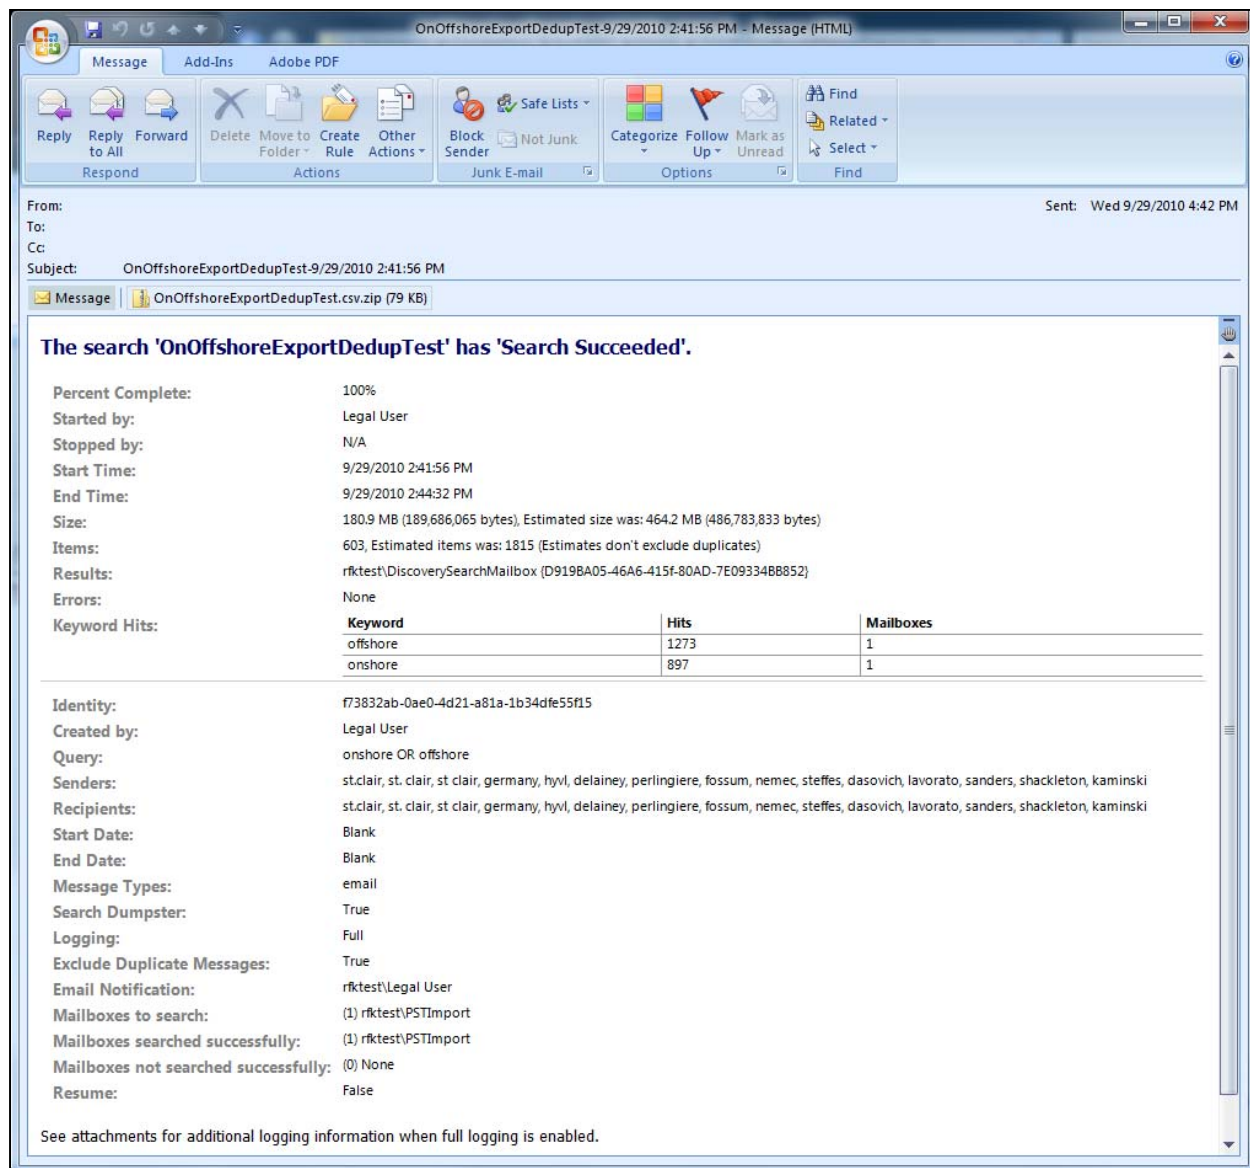 OnOffshoreExportDedupTest-9/29/2010 2:41:56 PM - Message (HTML)
Message Add-Ins Adobe PDF
Reply Reply to All Forward Delete Move to Folder Create Rule Other Actions Block Sender Safe Lists Not Junk Categorize Follow Up Mark as Unread Find Related Select
Respond Actions Junk E-mail Options Find
From: Sent: Wed 9/29/2010 4:42 PM
To:
Cc:
Subject: OnOffshoreExportDedupTest-9/29/2010 2:41:56 PM
Message OnOffshoreExportDedupTest.csv.zip (79 KB)
The search 'OnOffshoreExportDedupTest' has 'Search Succeeded'.
Percent Complete: 100%
Started by: Legal User
Stopped by: N/A
Start Time: 9/29/2010 2:41:56 PM
End Time: 9/29/2010 2:44:32 PM
Size: 180.9 MB (189,686,065 bytes), Estimated size was: 464.2 MB (486,783,833 bytes)
Items: 603, Estimated items was: 1815 (Estimates don't exclude duplicates)
Results: rfktest\DiscoverySearchMailbox {D919BA05-46A6-415f-80AD-7E09334BB852}
Errors: None
Keyword Hits: Keyword Hits Mailboxes
offshore 1273 1
onshore 897 1
Identity: f73832ab-0ae0-4d21-a81a-1b34dfe55f15
Created by: Legal User
Query: onshore OR offshore
Senders: st.clair, st. clair, st clair, germany, hyvl, delainey, perlingiere, fossum, nemec, steffes, dasovich, lavorato, sanders, shackleton, kaminski
Recipients: st.clair, st. clair, st clair, germany, hyvl, delainey, perlingiere, fossum, nemec, steffes, dasovich, lavorato, sanders, shackleton, kaminski
Start Date: Blank
End Date: Blank
Message Types: email
Search Dumpster: True
Logging: Full
Exclude Duplicate Messages: True
Email Notification: rfktest\Legal User
Mailboxes to search: (1) rfktest\PSTImport
Mailboxes searched successfully: (1) rfktest\PSTImport
Mailboxes not searched successfully: (0) None
Resume: False
See attachments for additional logging information when full logging is enabled.